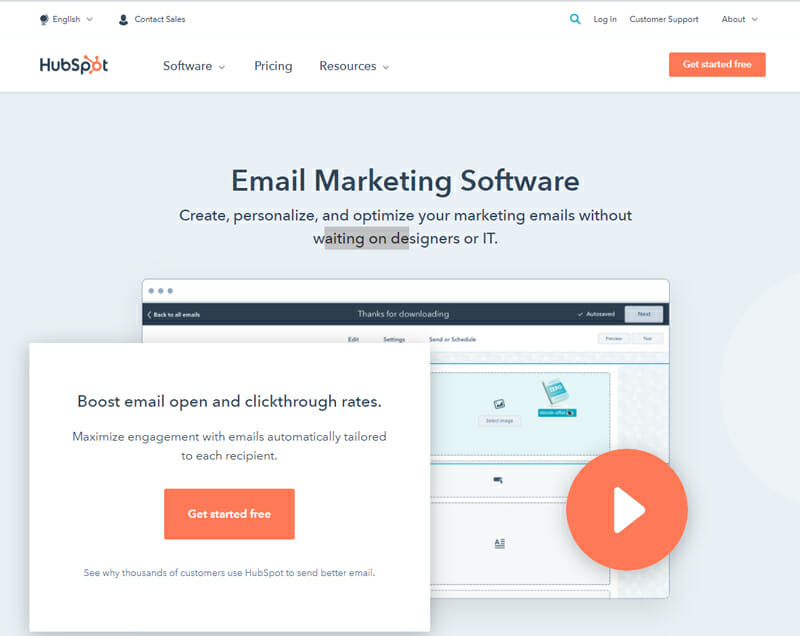 English
Contact Sales
Log in
Customer Support
About
HubSpot
Software
Pricing
Resources
Get started free
Email Marketing Software
Create, personalize, and optimize your marketing emails without
waiting on designers or IT.
Back to all emails
Thanks for downloading
Autosaved
Next
Edit
Settings
Send or Schedule
Preview
Test
Select image
Boost email open and clickthrough rates.
Maximize engagement with emails automatically tailored
to each recipient.
Get started free
See why thousands of customers use HubSpot to send better email.